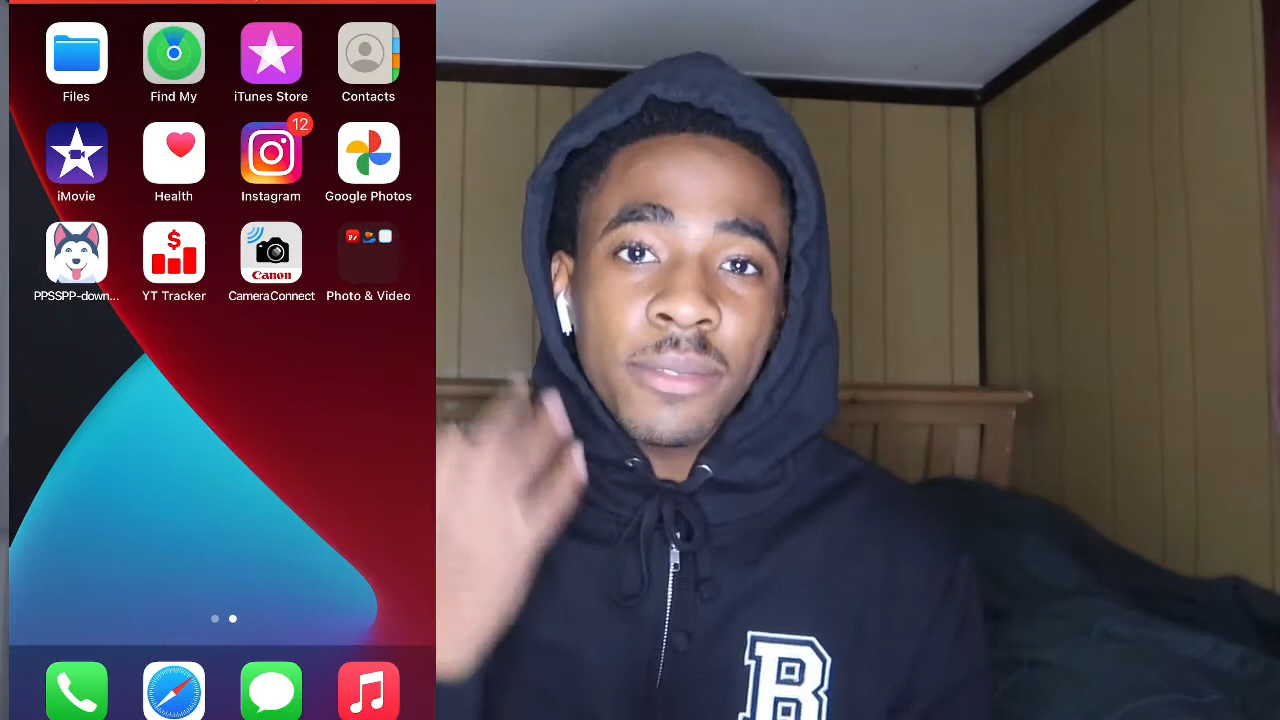 Files Find My iTunes Store Contacts
12
iMovie Health Instagram Google Photos
$
Canon
PPSSPP-down... YT Tracker CameraConnect Photo & Video
B